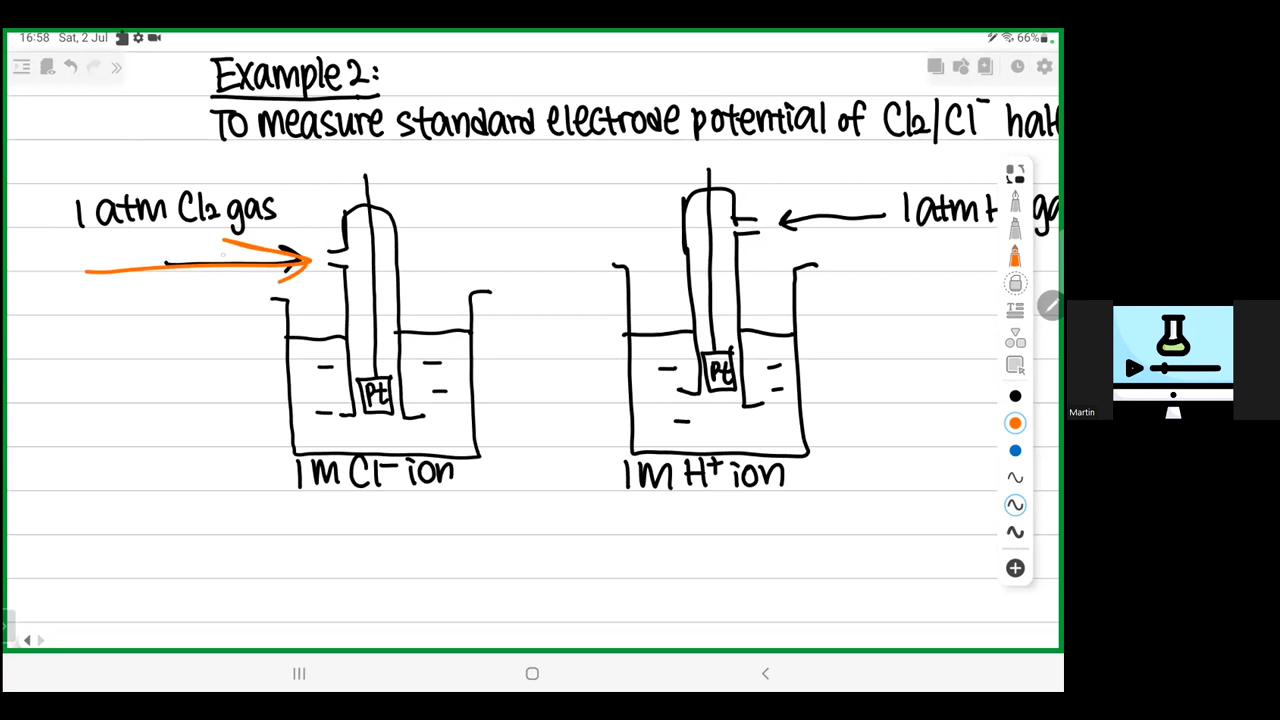 16:58 Sat, 2 Jul
66%
Example 2:
To measure standard electrode potential of Cl2/Cl⁻ half
1 atm Cl2 gas
1 atm H ga
Pt
Pt
1M Cl⁻ ion
1M H⁺ ion
Martin